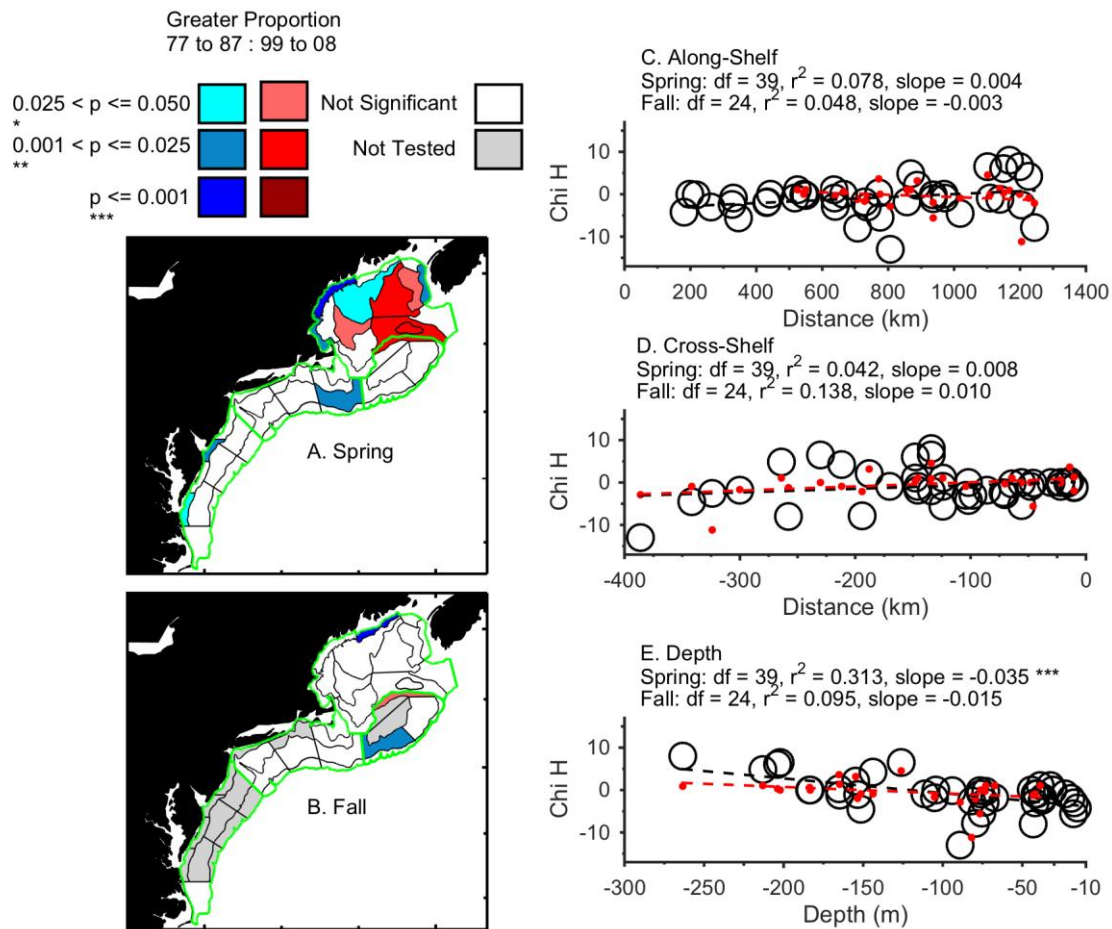 Greater Proportion
77 to 87 : 99 to 08
0.025 < p <= 0.050
*
0.001 < p <= 0.025
**
p <= 0.001
***
Not Significant
Not Tested
A. Spring
B. Fall
C. Along-Shelf
Spring: df = 39, r² = 0.078, slope = 0.004
Fall: df = 24, r² = 0.048, slope = -0.003
Chi H
10
0
-10
0 200 400 600 800 1000 1200 1400
Distance (km)
D. Cross-Shelf
Spring: df = 39, r² = 0.042, slope = 0.008
Fall: df = 24, r² = 0.138, slope = 0.010
Chi H
10
0
-10
-400 -300 -200 -100 0
Distance (km)
E. Depth
Spring: df = 39, r² = 0.313, slope = -0.035 ***
Fall: df = 24, r² = 0.095, slope = -0.015
Chi H
10
0
-10
-300 -250 -200 -150 -100 -50 -10
Depth (m)